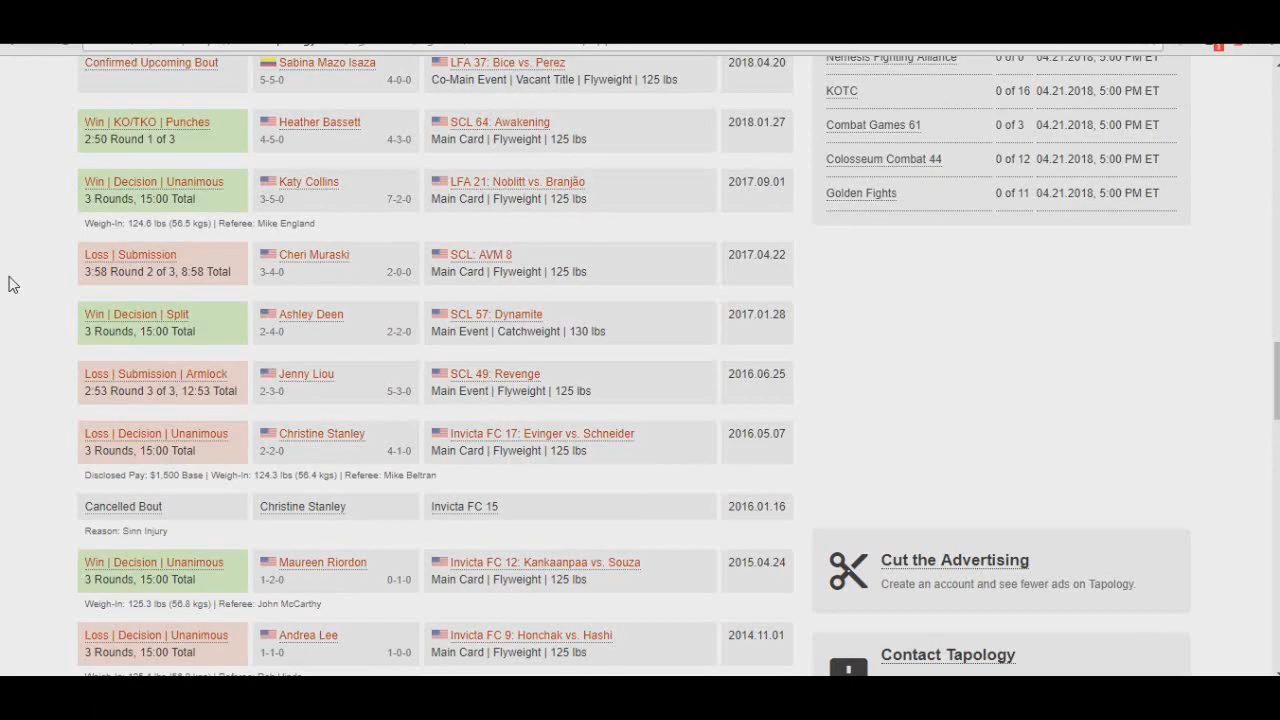 Confirmed Upcoming Bout Sabina Mazo Isaza LFA 37: Bice vs. Perez 2018.04.20
5-5-0 4-0-0 Co-Main Event | Vacant Title | Flyweight | 125 lbs
Win | KO/TKO | Punches Heather Bassett SCL 64: Awakening 2018.01.27
2:50 Round 1 of 3 4-5-0 4-3-0 Main Card | Flyweight | 125 lbs
Win | Decision | Unanimous Katy Collins LFA 21: Noblitt vs. Branjão 2017.09.01
3 Rounds, 15:00 Total 3-5-0 7-2-0 Main Card | Flyweight | 125 lbs
Weigh-In: 124.6 lbs (56.5 kgs) | Referee: Mike England
Loss | Submission Cheri Muraski SCL: AVM 8 2017.04.22
3:58 Round 2 of 3, 8:58 Total 3-4-0 2-0-0 Main Card | Flyweight | 125 lbs
Win | Decision | Split Ashley Deen SCL 57: Dynamite 2017.01.28
3 Rounds, 15:00 Total 2-4-0 2-2-0 Main Event | Catchweight | 130 lbs
Loss | Submission | Armlock Jenny Liou SCL 49: Revenge 2016.06.25
2:53 Round 3 of 3, 12:53 Total 2-3-0 5-3-0 Main Event | Flyweight | 125 lbs
Loss | Decision | Unanimous Christine Stanley Invicta FC 17: Evinger vs. Schneider 2016.05.07
3 Rounds, 15:00 Total 2-2-0 4-1-0 Main Card | Flyweight | 125 lbs
Disclosed Pay: $1,500 Base | Weigh-In: 124.3 lbs (56.4 kgs) | Referee: Mike Beltran
Cancelled Bout Christine Stanley Invicta FC 15 2016.01.16
Reason: Sinn Injury
Win | Decision | Unanimous Maureen Riordon Invicta FC 12: Kankaanpaa vs. Souza 2015.04.24
3 Rounds, 15:00 Total 1-2-0 0-1-0 Main Card | Flyweight | 125 lbs
Weigh-In: 125.3 lbs (56.8 kgs) | Referee: John McCarthy
Loss | Decision | Unanimous Andrea Lee Invicta FC 9: Honchak vs. Hashi 2014.11.01
3 Rounds, 15:00 Total 1-1-0 1-0-0 Main Card | Flyweight | 125 lbs
Nemesis Fighting Alliance 0 of 0 04.21.2018, 5:00 PM ET
KOTC 0 of 16 04.21.2018, 5:00 PM ET
Combat Games 61 0 of 3 04.21.2018, 5:00 PM ET
Colosseum Combat 44 0 of 12 04.21.2018, 5:00 PM ET
Golden Fights 0 of 11 04.21.2018, 5:00 PM ET
Cut the Advertising
Create an account and see fewer ads on Tapology.
Contact Tapology